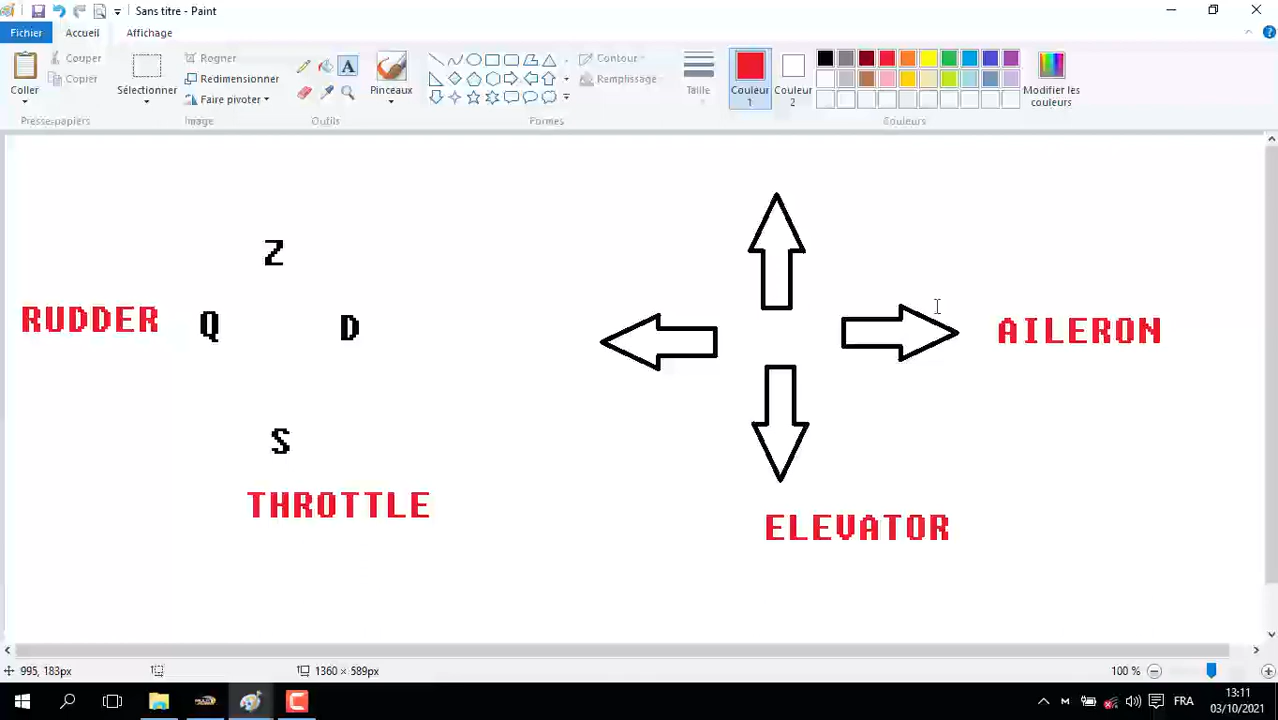 Sans titre - Paint
Fichier
Accueil
Affichage
Coller
Couper
Copier
Presse-papiers
Sélectionner
Rogner
Redimensionner
Faire pivoter
Image
A
Outils
Pinceaux
Contour
Remplissage
Formes
Taille
Couleur 1
Couleur 2
Modifier les couleurs
Couleurs
Z
RUDDER
Q
D
AILERON
S
THROTTLE
ELEVATOR
995, 183px
1360 × 589px
100 %
M
FRA
13:11
03/10/2021